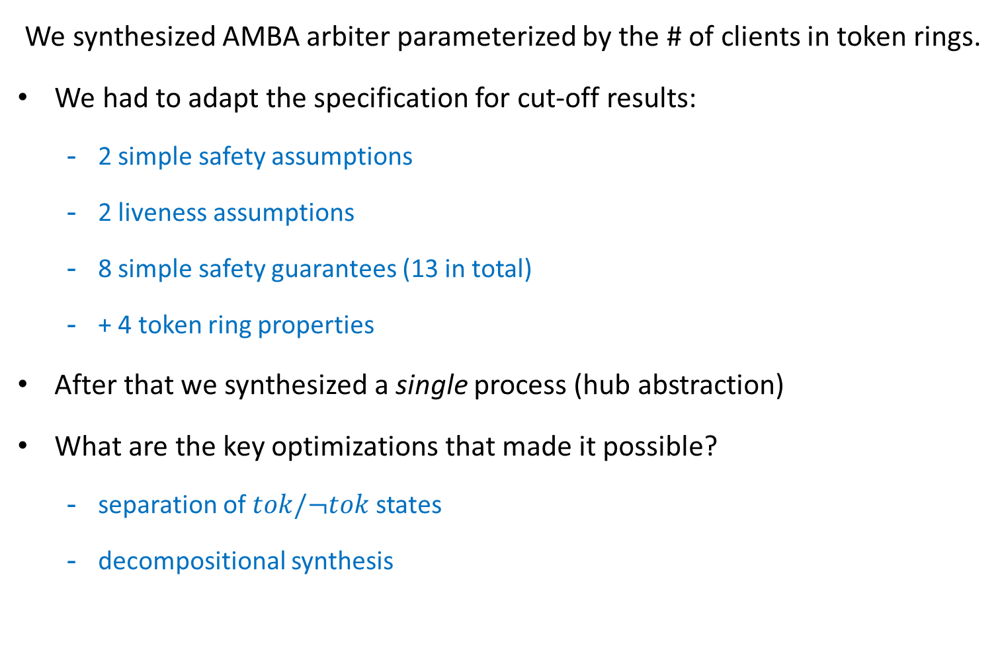 We synthesized AMBA arbiter parameterized by the # of clients in token rings.
• We had to adapt the specification for cut-off results:
- 2 simple safety assumptions
- 2 liveness assumptions
- 8 simple safety guarantees (13 in total)
- + 4 token ring properties
• After that we synthesized a single process (hub abstraction)
• What are the key optimizations that made it possible?
- separation of tok/¬tok states
- decompositional synthesis